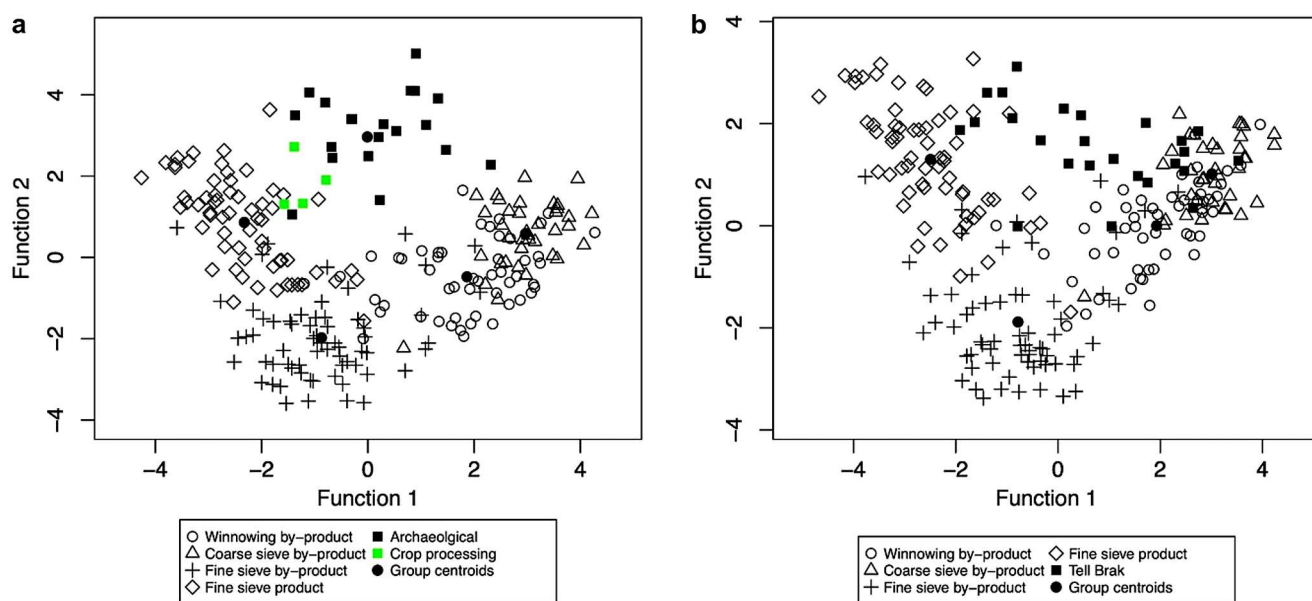 a
4
2
0
−2
−4
Function 2
−4 −2 0 2 4
Function 1
Winnowing by−product
Coarse sieve by−product
Fine sieve by−product
Fine sieve product
Archaeolgical
Crop processing
Group centroids
b
4
2
0
−2
−4
Function 2
−4 −2 0 2 4
Function 1
Winnowing by−product
Coarse sieve by−product
Fine sieve by−product
Fine sieve product
Tell Brak
Group centroids